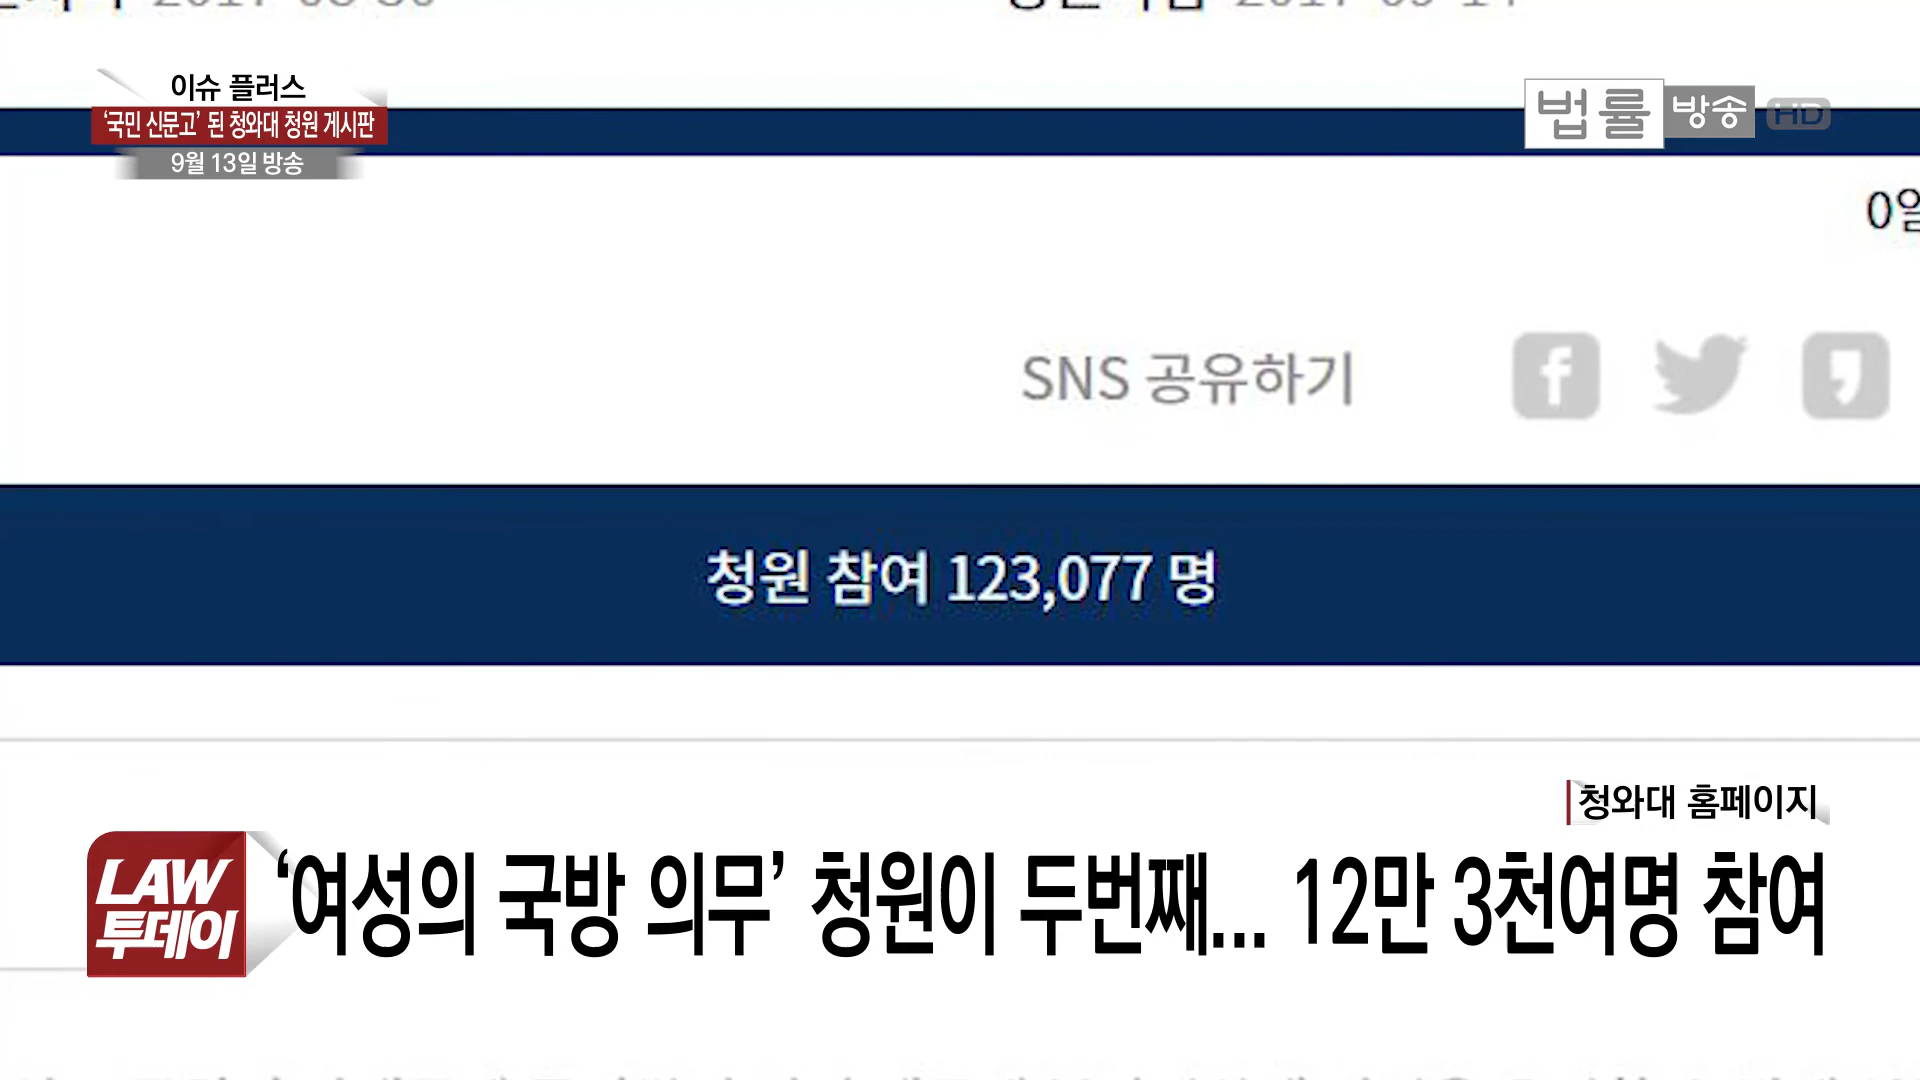 이슈 플러스
‘국민 신문고’ 된 청와대 청원 게시판
9월 13일 방송
법률방송 HD
SNS 공유하기
청원 참여 123,077 명
청와대 홈페이지
LAW
투데이
‘여성의 국방 의무’ 청원이 두번째... 12만 3천여명 참여